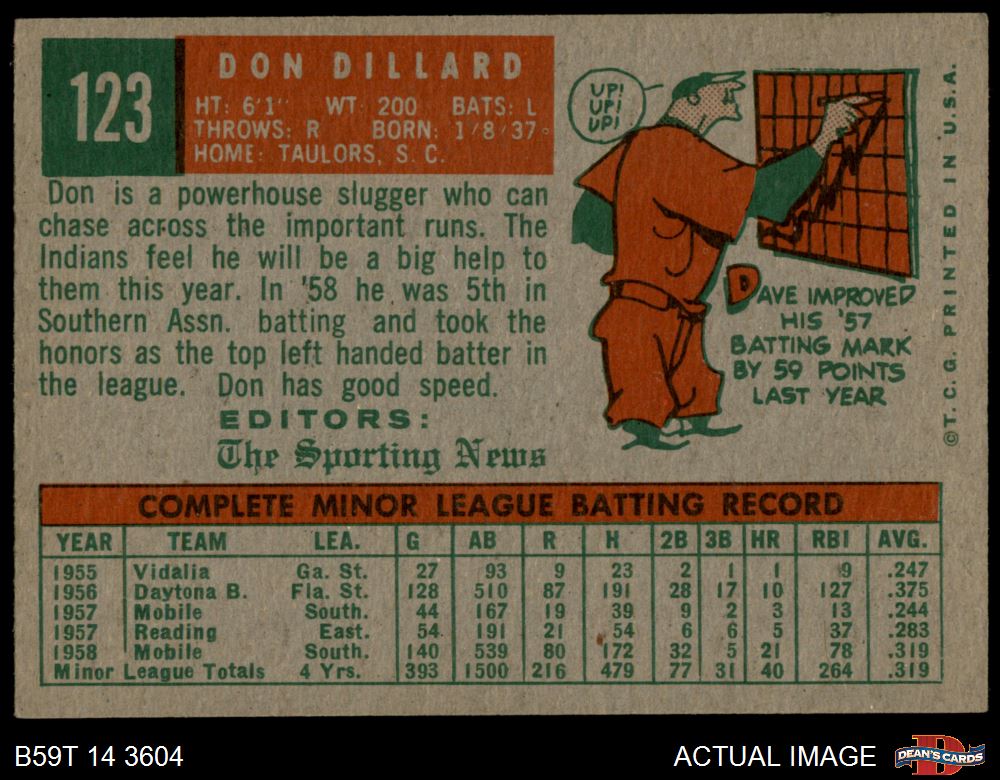 123
DON DILLARD
HT: 6'1" WT: 200 BATS: L
THROWS: R BORN: 1/8/37
HOME: TAULORS, S. C.
Don is a powerhouse slugger who can
chase across the important runs. The
Indians feel he will be a big help to
them this year. In '58 he was 5th in
Southern Assn. batting and took the
honors as the top left handed batter in
the league. Don has good speed.
EDITORS:
The Sporting News
UP!
UP!
UP!
DAVE IMPROVED
HIS '57
BATTING MARK
BY 59 POINTS
LAST YEAR
©T.C.G. PRINTED IN U.S.A.
COMPLETE MINOR LEAGUE BATTING RECORD
YEAR TEAM LEA. G AB R H 2B 3B HR RBI AVG.
1955 Vidalia Ga. St. 27 93 9 23 2 1 1 9 .247
1956 Daytona B. Fla. St. 128 510 87 191 28 17 10 127 .375
1957 Mobile South. 44 167 19 39 9 2 3 13 .244
1957 Reading East. 54 191 21 54 6 6 5 37 .283
1958 Mobile South. 140 539 80 172 32 5 21 78 .319
Minor League Totals 4 Yrs. 393 1500 216 479 77 31 40 264 .319
B59T 14 3604
ACTUAL IMAGE
DEAN'S CARDS